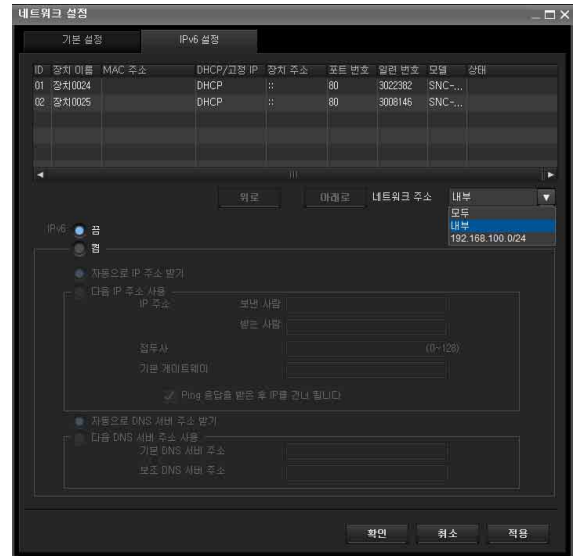 네트워크 설정
기본 설정 IPv6 설정
ID 장치 이름 MAC 주소 DHCP/고정 IP 장치 주소 포트 번호 일련 번호 모델 상태
01 장치0024 DHCP :: 80 3022382 SNC-...
02 장치0025 DHCP :: 80 3008146 SNC-...
위로 아래로 네트워크 주소 내부
모두
내부
192.168.100.0/24
IPv6 끔
켬
자동으로 IP 주소 받기
다음 IP 주소 사용
IP 주소 보낸 사람
받는 사람
접두사 (0~128)
기본 게이트웨이
Ping 응답을 받은 후 IP를 건너 뜁니다
자동으로 DNS 서버 주소 받기
다음 DNS 서버 주소 사용
기본 DNS 서버 주소
보조 DNS 서버 주소
확인 취소 적용